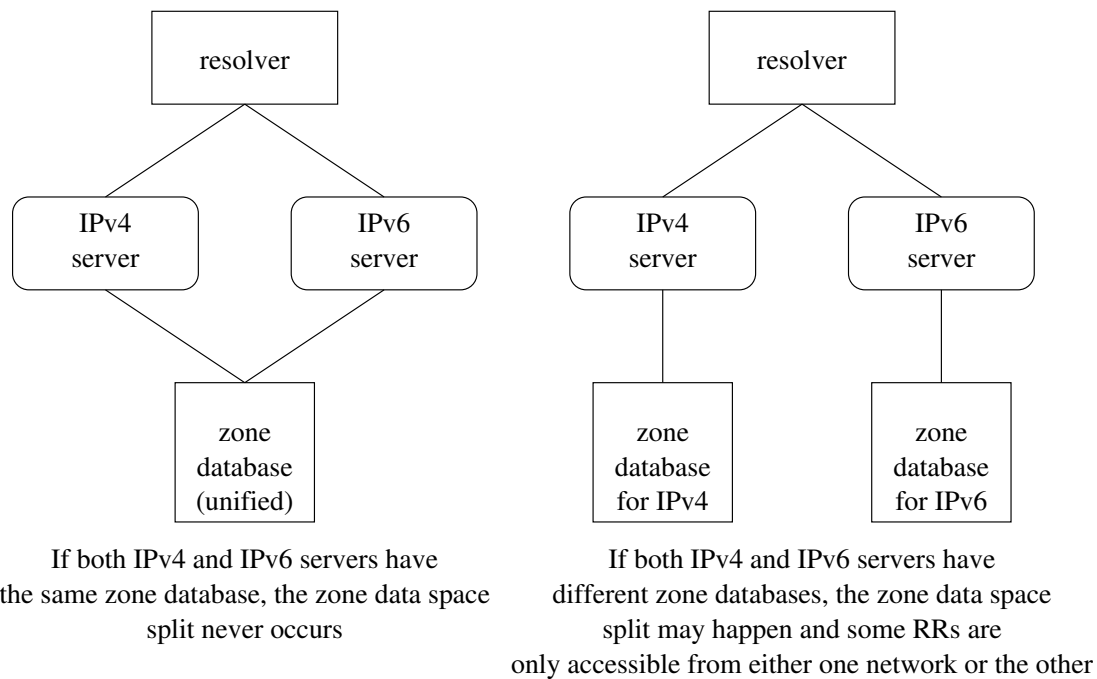 resolver
IPv4
server
IPv6
server
zone
database
(unified)
If both IPv4 and IPv6 servers have
the same zone database, the zone data space
split never occurs
resolver
IPv4
server
IPv6
server
zone
database
for IPv4
zone
database
for IPv6
If both IPv4 and IPv6 servers have
different zone databases, the zone data space
split may happen and some RRs are
only accessible from either one network or the other